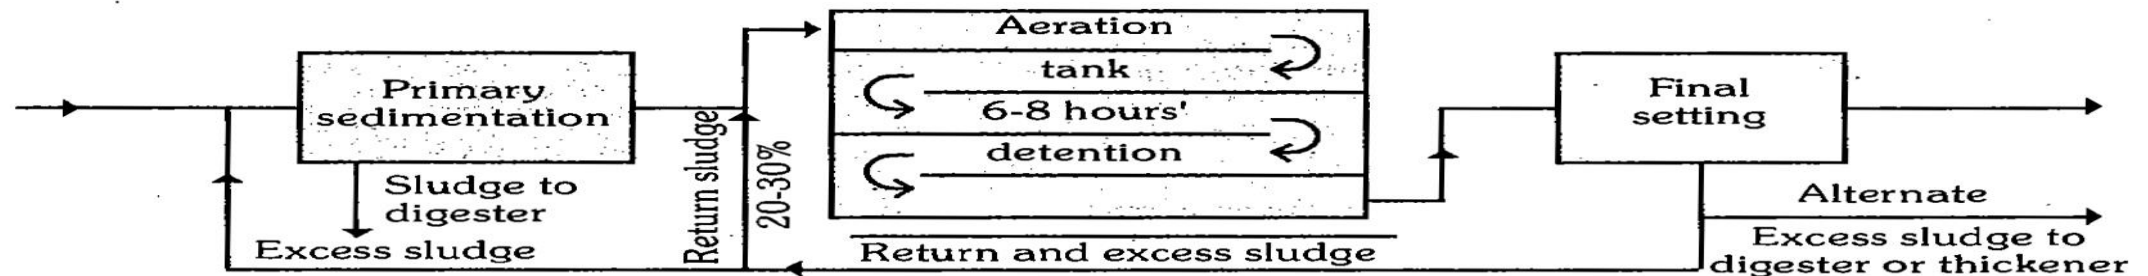 Primary
sedimentation
Sludge to
digester
Excess sludge
Return sludge
20-30%
Aeration
tank
6-8 hours'
detention
Return and excess sludge
Final
setting
Alternate
Excess sludge to
digester or thickener